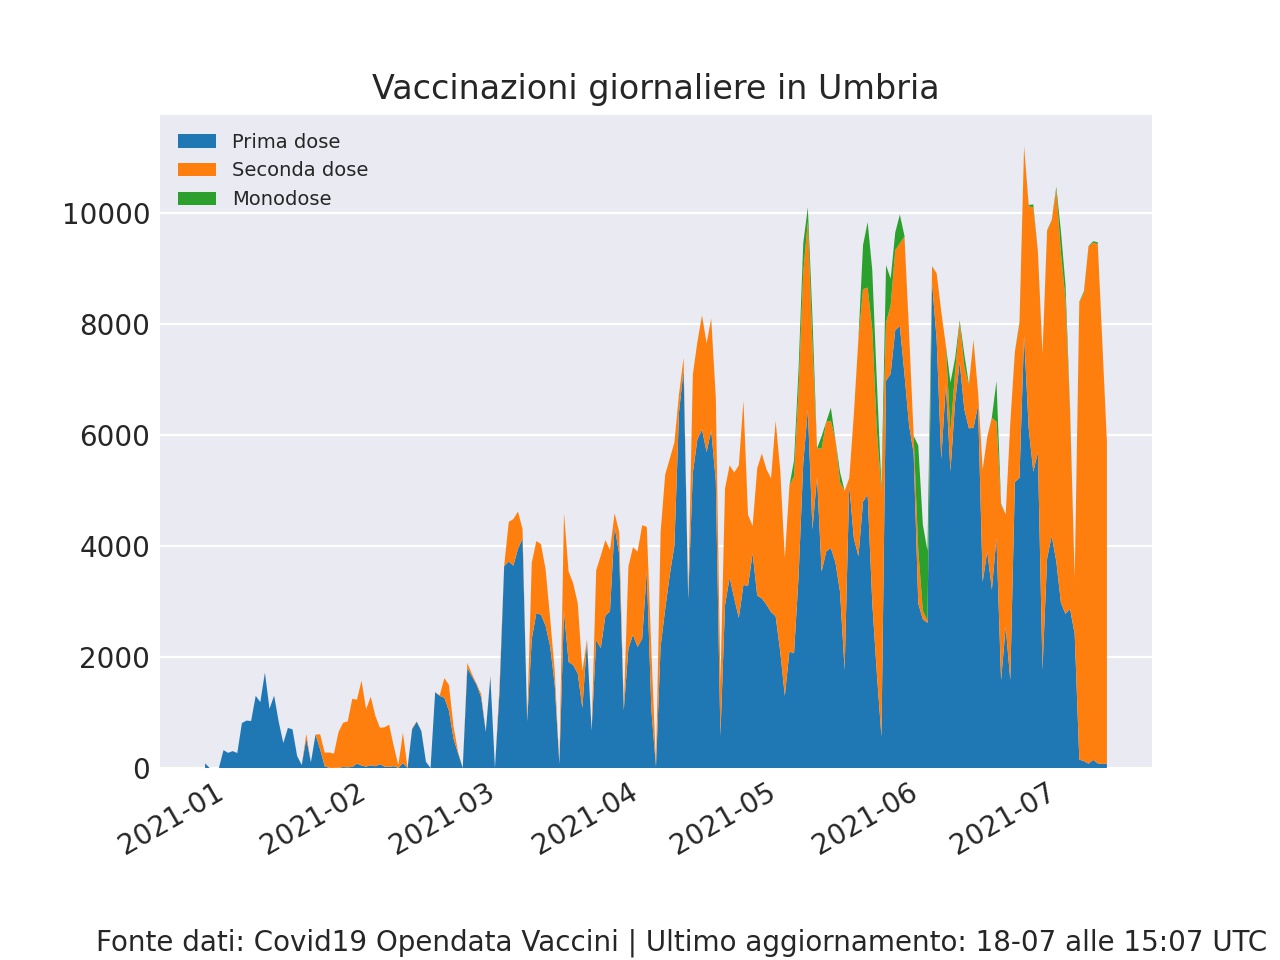 Vaccinazioni giornaliere in Umbria
Prima dose
Seconda dose
Monodose
10000
8000
6000
4000
2000
0
2021-01
2021-02
2021-03
2021-04
2021-05
2021-06
2021-07
Fonte dati: Covid19 Opendata Vaccini | Ultimo aggiornamento: 18-07 alle 15:07 UTC